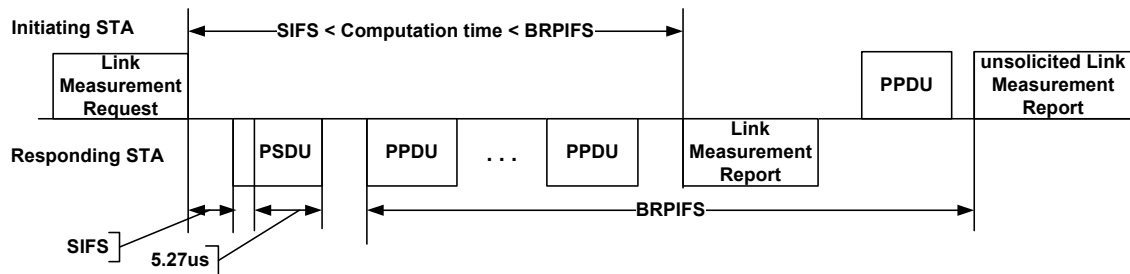 Initiating STA
SIFS < Computation time < BRPIFS
Link
Measurement
Request
PPDU
unsolicited Link
Measurement
Report
Responding STA
PSDU
PPDU
. . .
PPDU
Link
Measurement
Report
BRPIFS
SIFS
5.27us